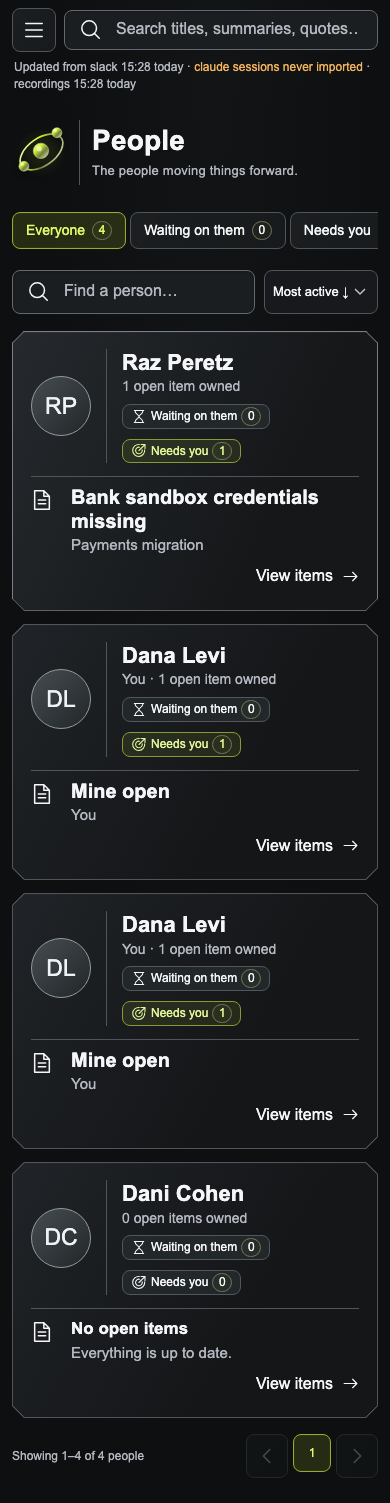 Search titles, summaries, quotes..
Updated from slack 15:28 today · claude sessions never imported ·
recordings 15:28 today
People
The people moving things forward.
Everyone 4
Waiting on them 0
Needs you
Find a person…
Most active ↓
RP
Raz Peretz
1 open item owned
Waiting on them 0
Needs you 1
Bank sandbox credentials
missing
Payments migration
View items →
DL
Dana Levi
You · 1 open item owned
Waiting on them 0
Needs you 1
Mine open
You
View items →
DL
Dana Levi
You · 1 open item owned
Waiting on them 0
Needs you 1
Mine open
You
View items →
DC
Dani Cohen
0 open items owned
Waiting on them 0
Needs you 0
No open items
Everything is up to date.
View items →
Showing 1–4 of 4 people
1